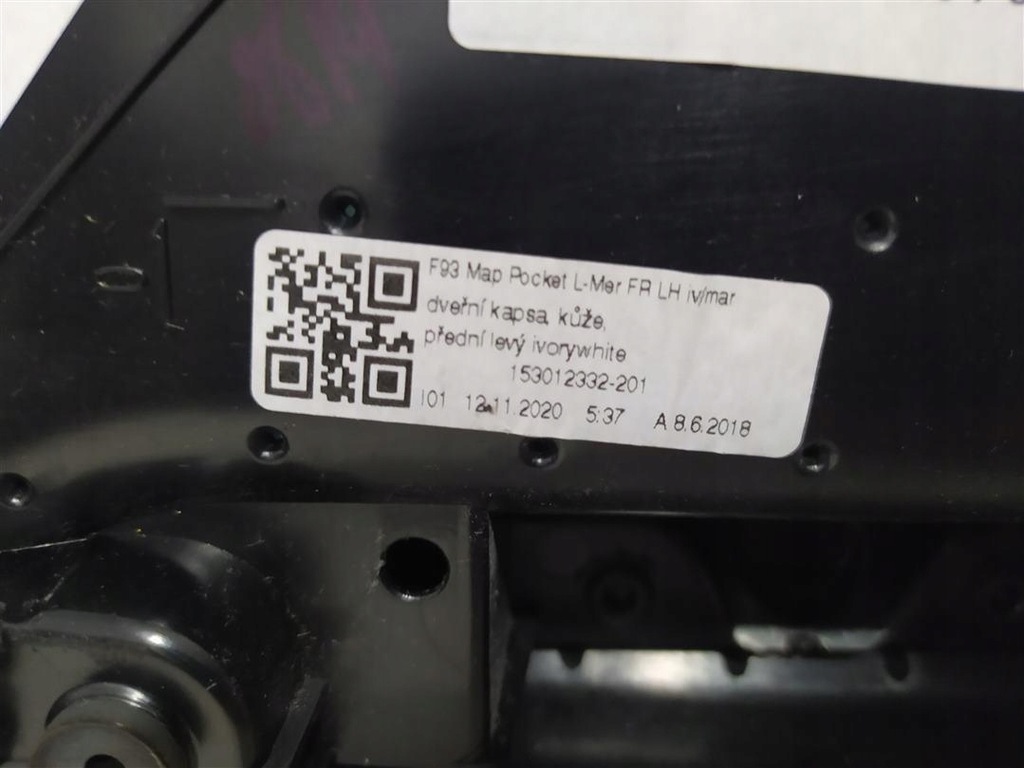 F93 Map Pocket L-Mer FR LH iv/mar
dveřní kapsa, kůže,
přední levý ivorywhite
153012332-201
I01 12.11.2020 5:37 A 8.6.2018